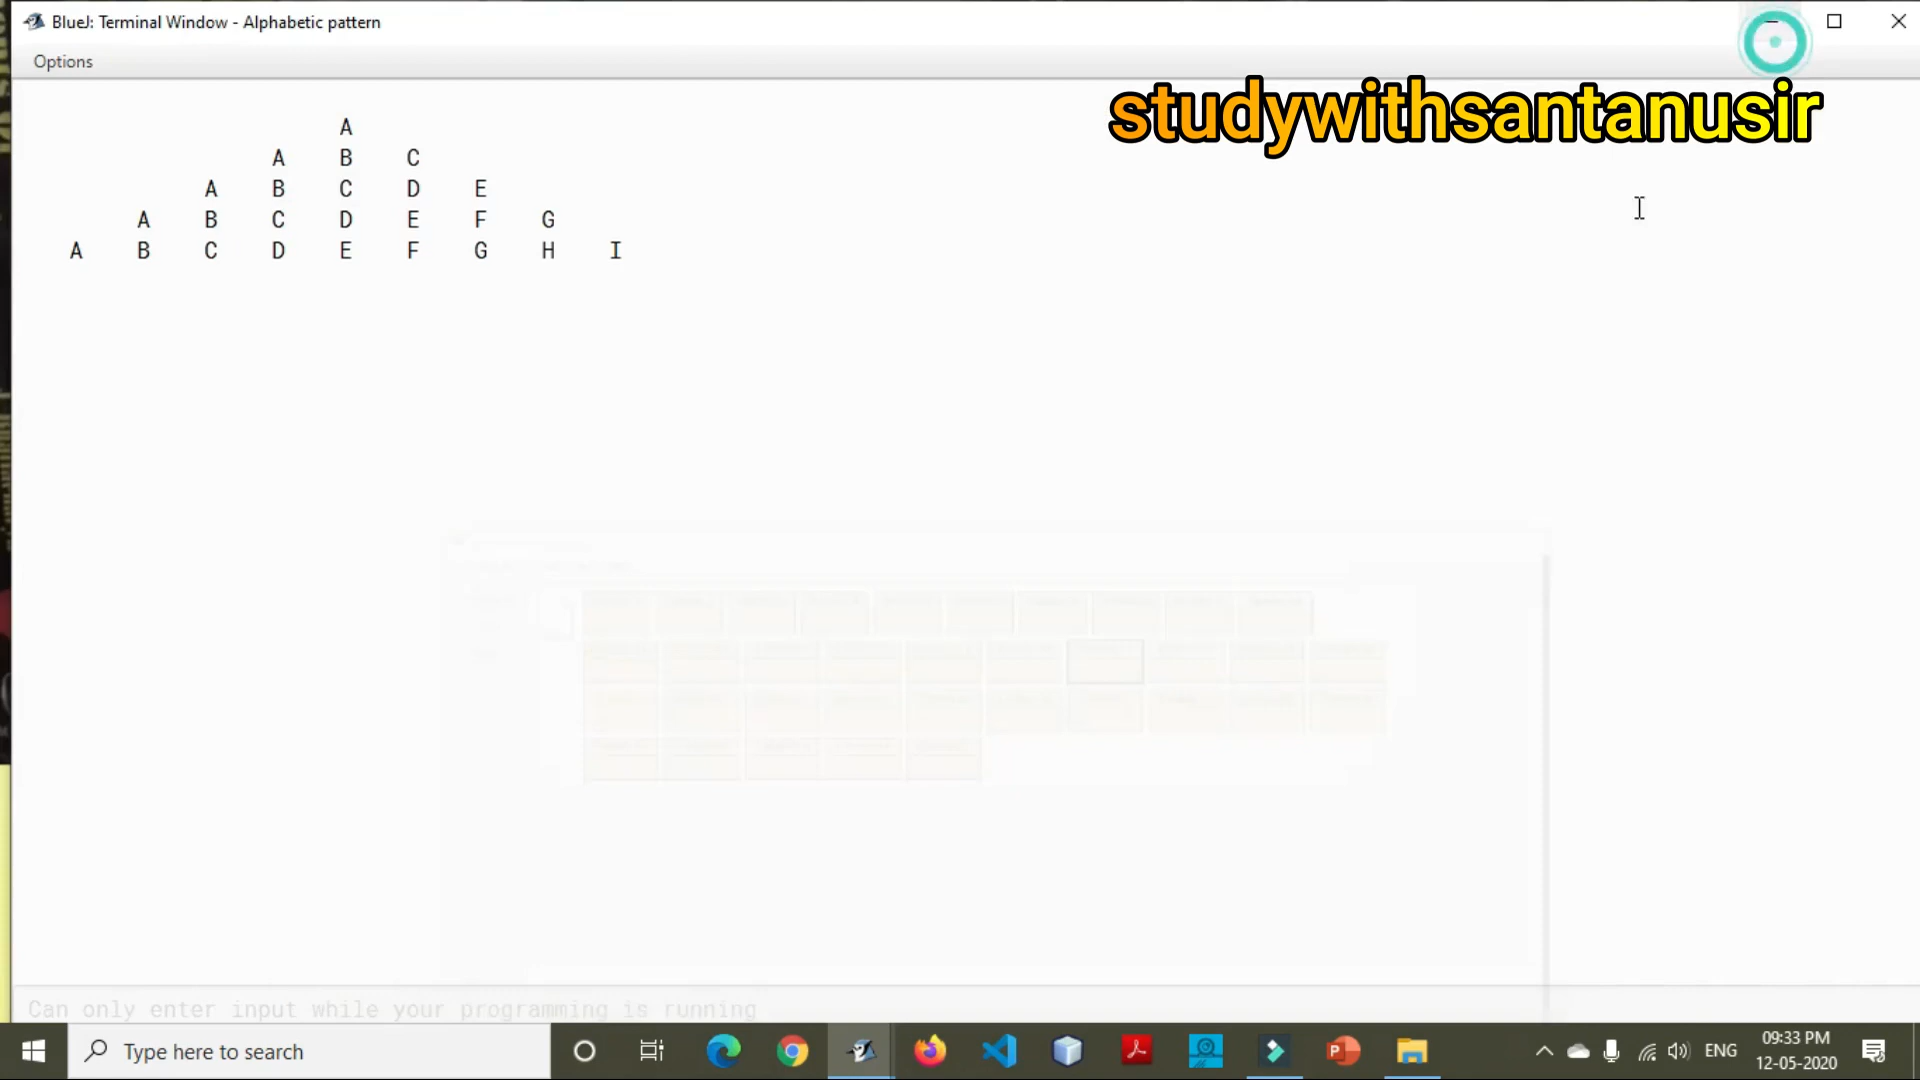 BlueJ: Terminal Window - Alphabetic pattern
Options
studywithsantanusir
A
A B C
A B C D E
A B C D E F G
A B C D E F G H I
Can only enter input while your programming is running
Type here to search
ENG
09:33 PM
12-05-2020